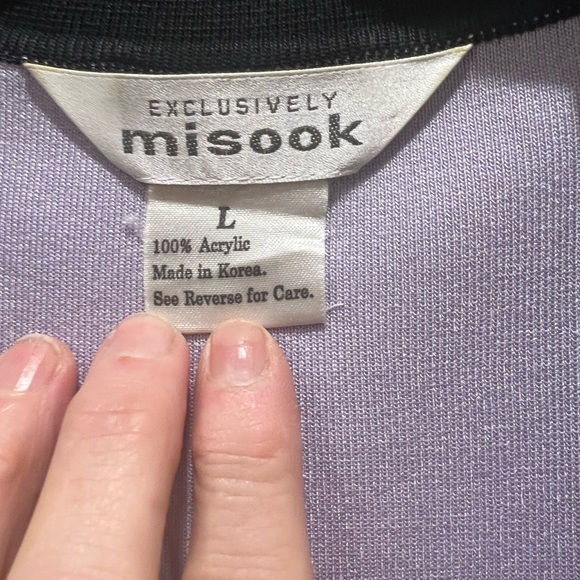 EXCLUSIVELY
misook
L
100% Acrylic
Made in Korea.
See Reverse for Care.